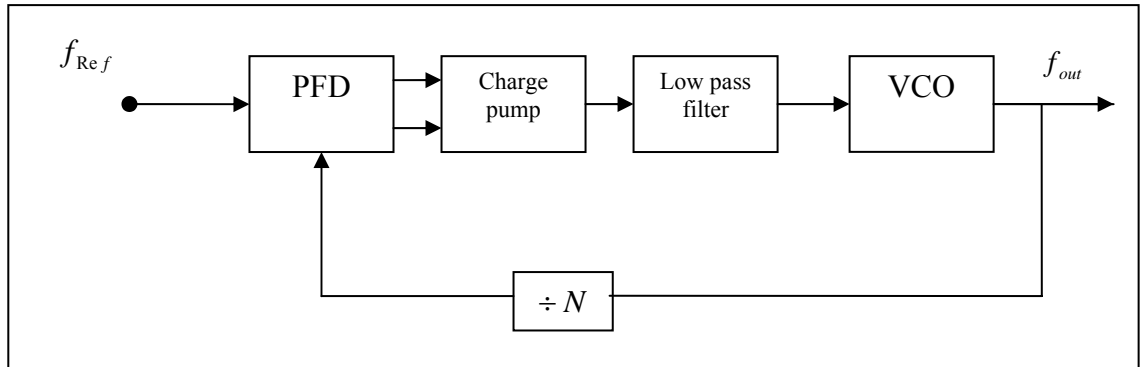 f_Ref
PFD
Charge
pump
Low pass
filter
VCO
f_out
÷ N